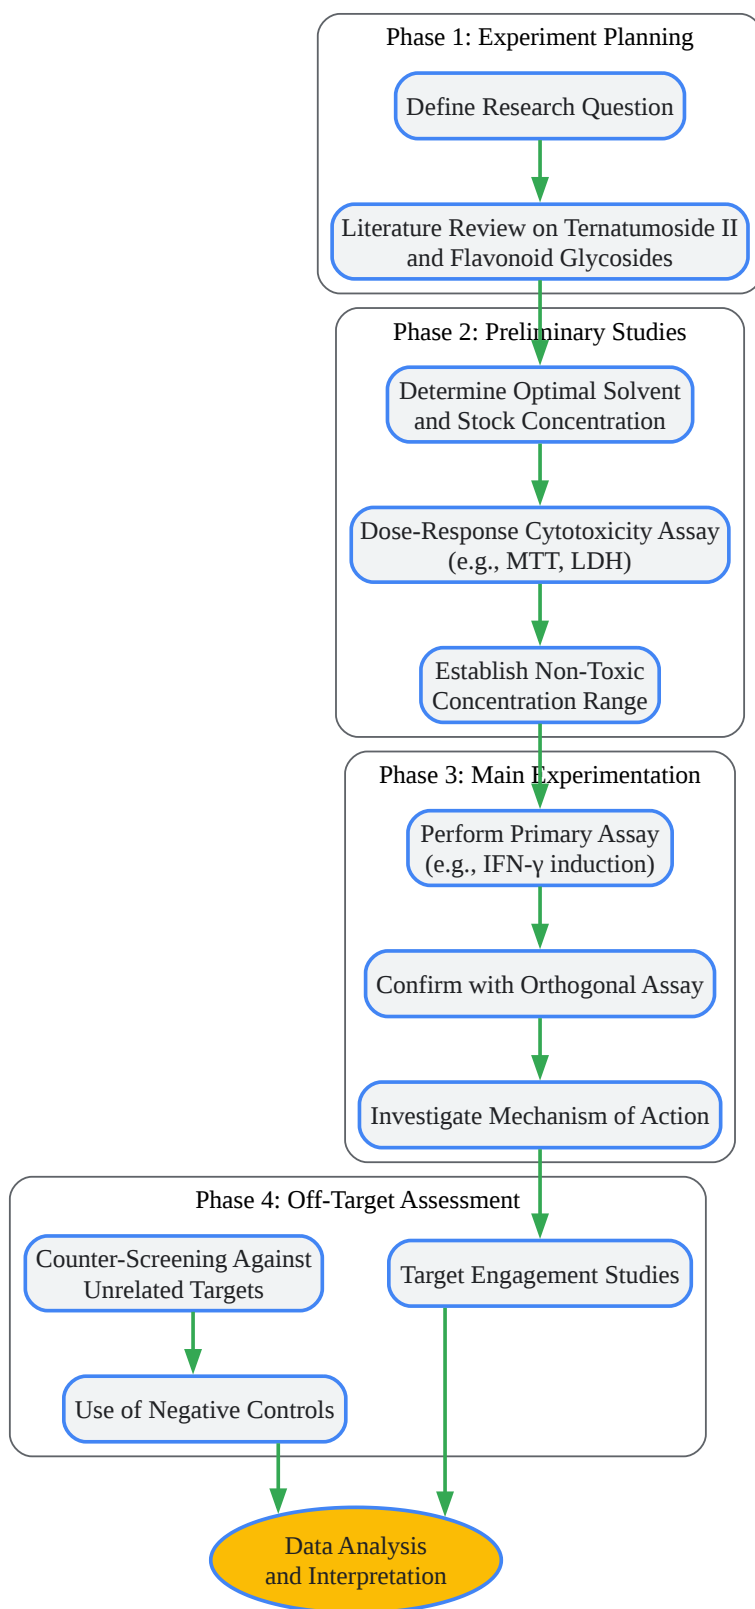 Phase 1: Experiment Planning
Define Research Question
Literature Review on Ternatumoside II
and Flavonoid Glycosides
Phase 2: Preliminary Studies
Determine Optimal Solvent
and Stock Concentration
Dose-Response Cytotoxicity Assay
(e.g., MTT, LDH)
Establish Non-Toxic
Concentration Range
Phase 3: Main Experimentation
Perform Primary Assay
(e.g., IFN-γ induction)
Confirm with Orthogonal Assay
Investigate Mechanism of Action
Phase 4: Off-Target Assessment
Counter-Screening Against
Unrelated Targets
Target Engagement Studies
Use of Negative Controls
Data Analysis
and Interpretation